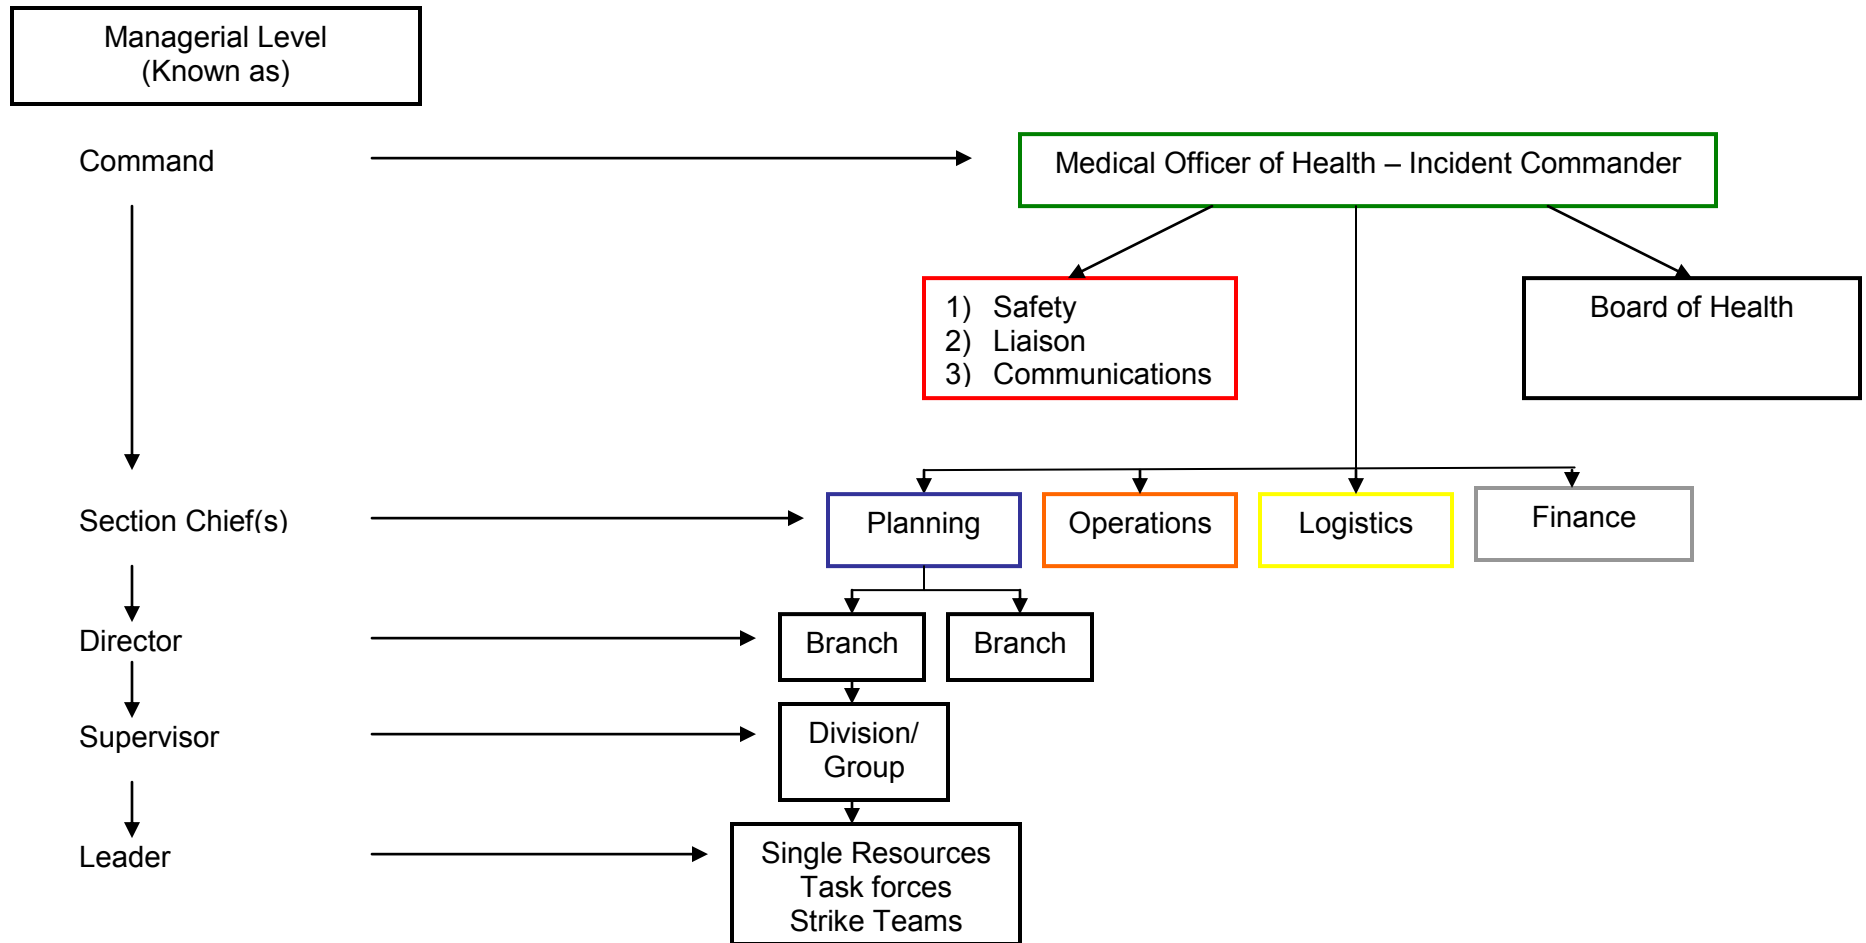 Managerial Level
(Known as)
Command
Medical Officer of Health – Incident Commander
1) Safety
2) Liaison
3) Communications
Board of Health
Section Chief(s)
Planning
Operations
Logistics
Finance
Director
Branch
Branch
Supervisor
Division/
Group
Leader
Single Resources
Task forces
Strike Teams